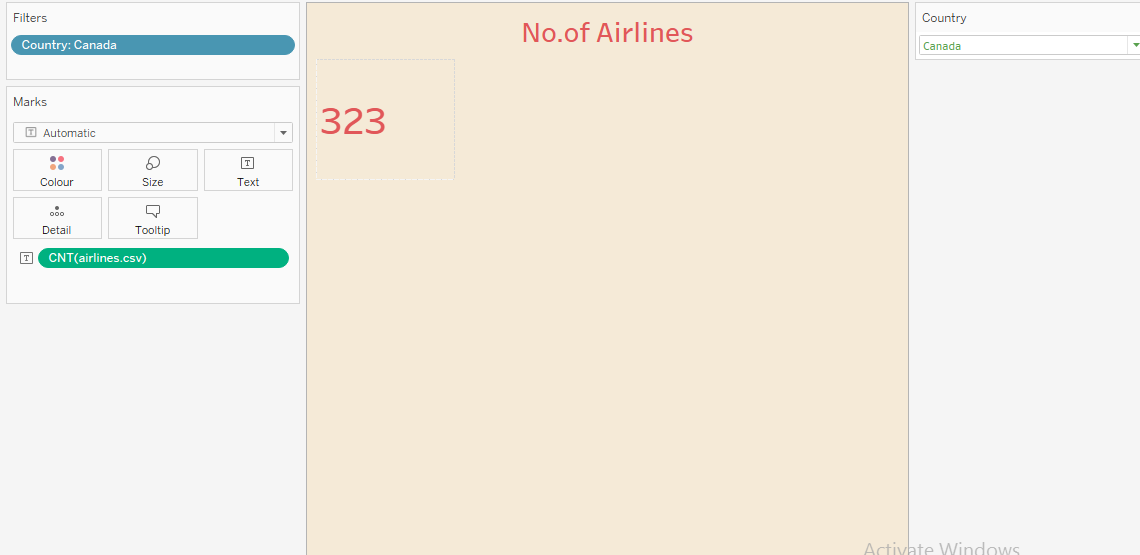 Filters
Country: Canada
Marks
Automatic
Colour
Size
Text
Detail
Tooltip
CNT(airlines.csv)
No.of Airlines
323
Country
Canada
Activate Windows